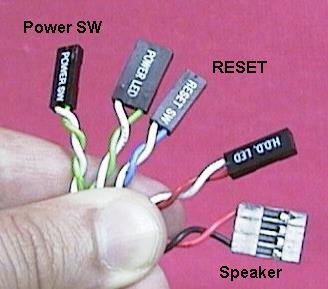 Power SW
RESET
POWER SW
POWER LED
RESET SW
H.D.D. LED
Speaker